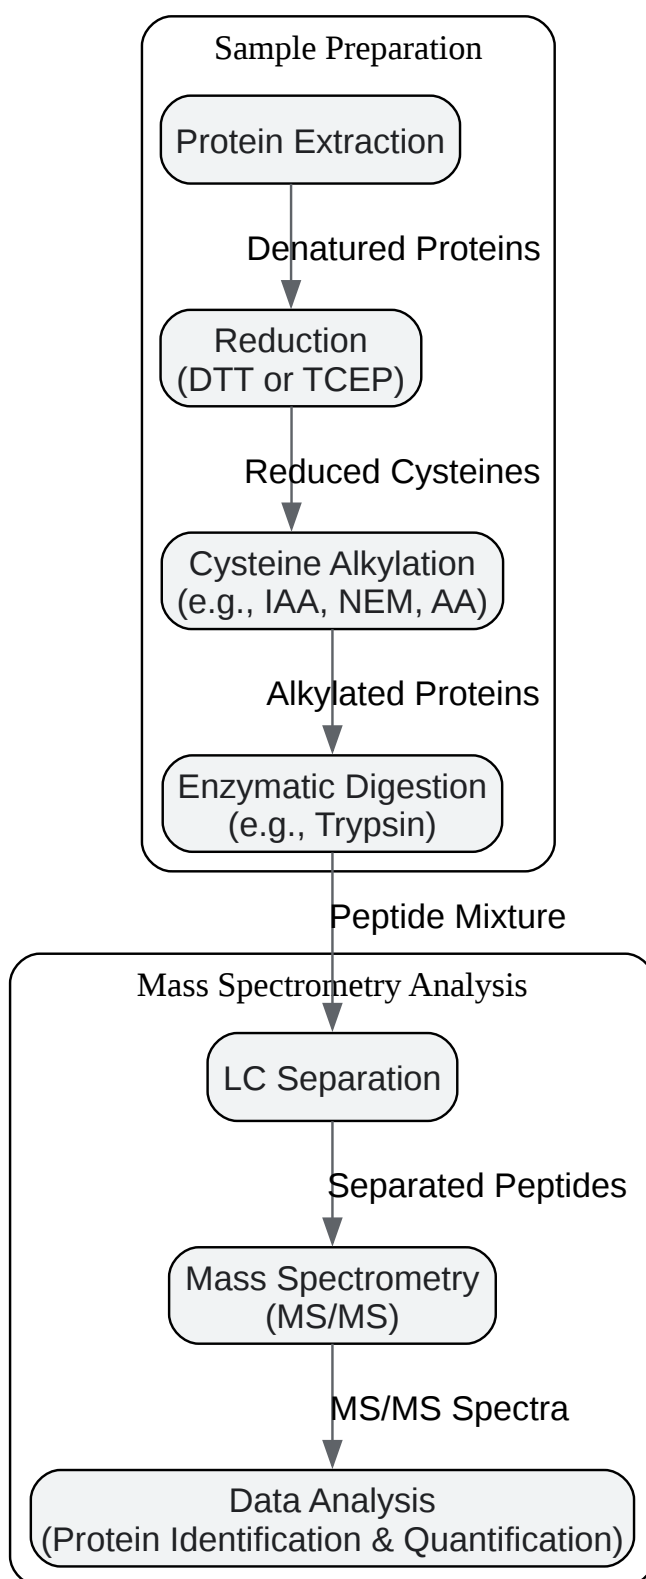 Sample Preparation
Protein Extraction
Denatured Proteins
Reduction
(DTT or TCEP)
Reduced Cysteines
Cysteine Alkylation
(e.g., IAA, NEM, AA)
Alkylated Proteins
Enzymatic Digestion
(e.g., Trypsin)
Peptide Mixture
Mass Spectrometry Analysis
LC Separation
Separated Peptides
Mass Spectrometry
(MS/MS)
MS/MS Spectra
Data Analysis
(Protein Identification & Quantification)